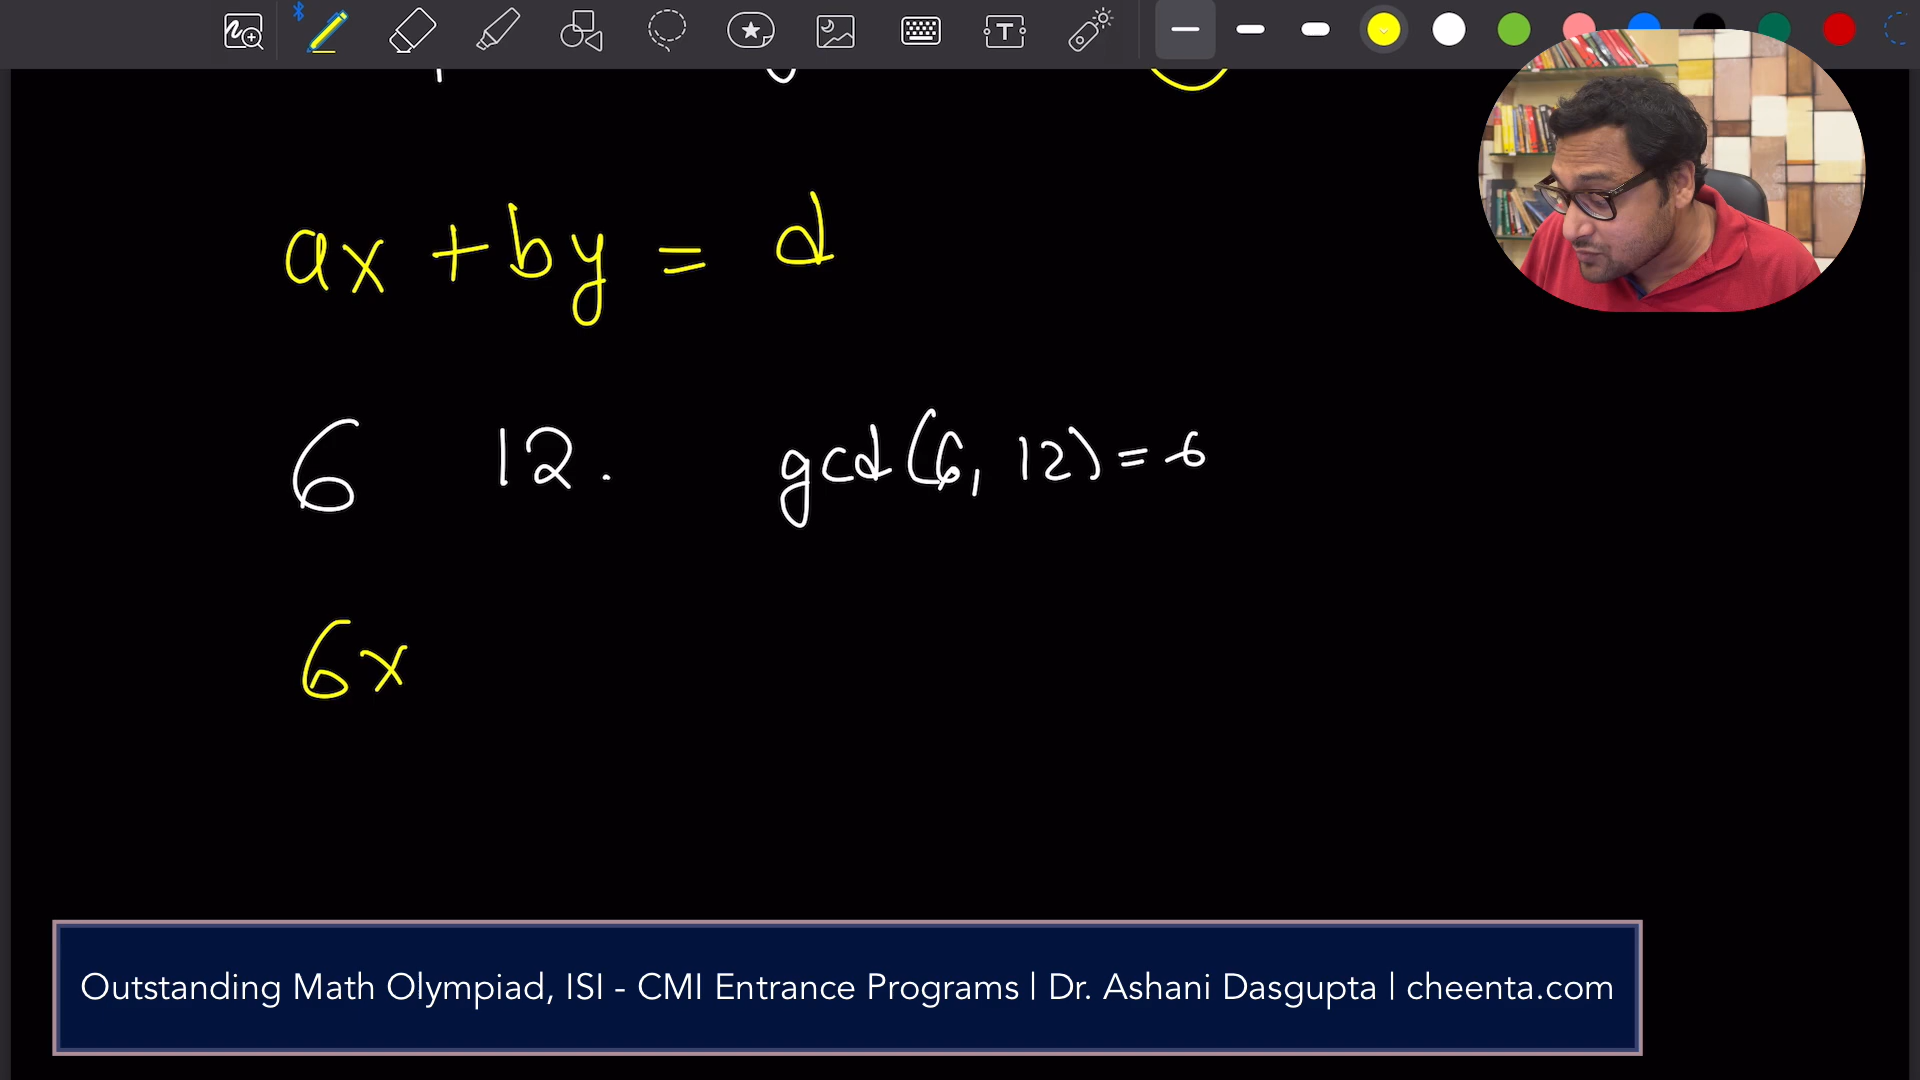 ax + by = d
6 12. gcd(6, 12) = 6
6x
Outstanding Math Olympiad, ISI - CMI Entrance Programs | Dr. Ashani Dasgupta | cheenta.com